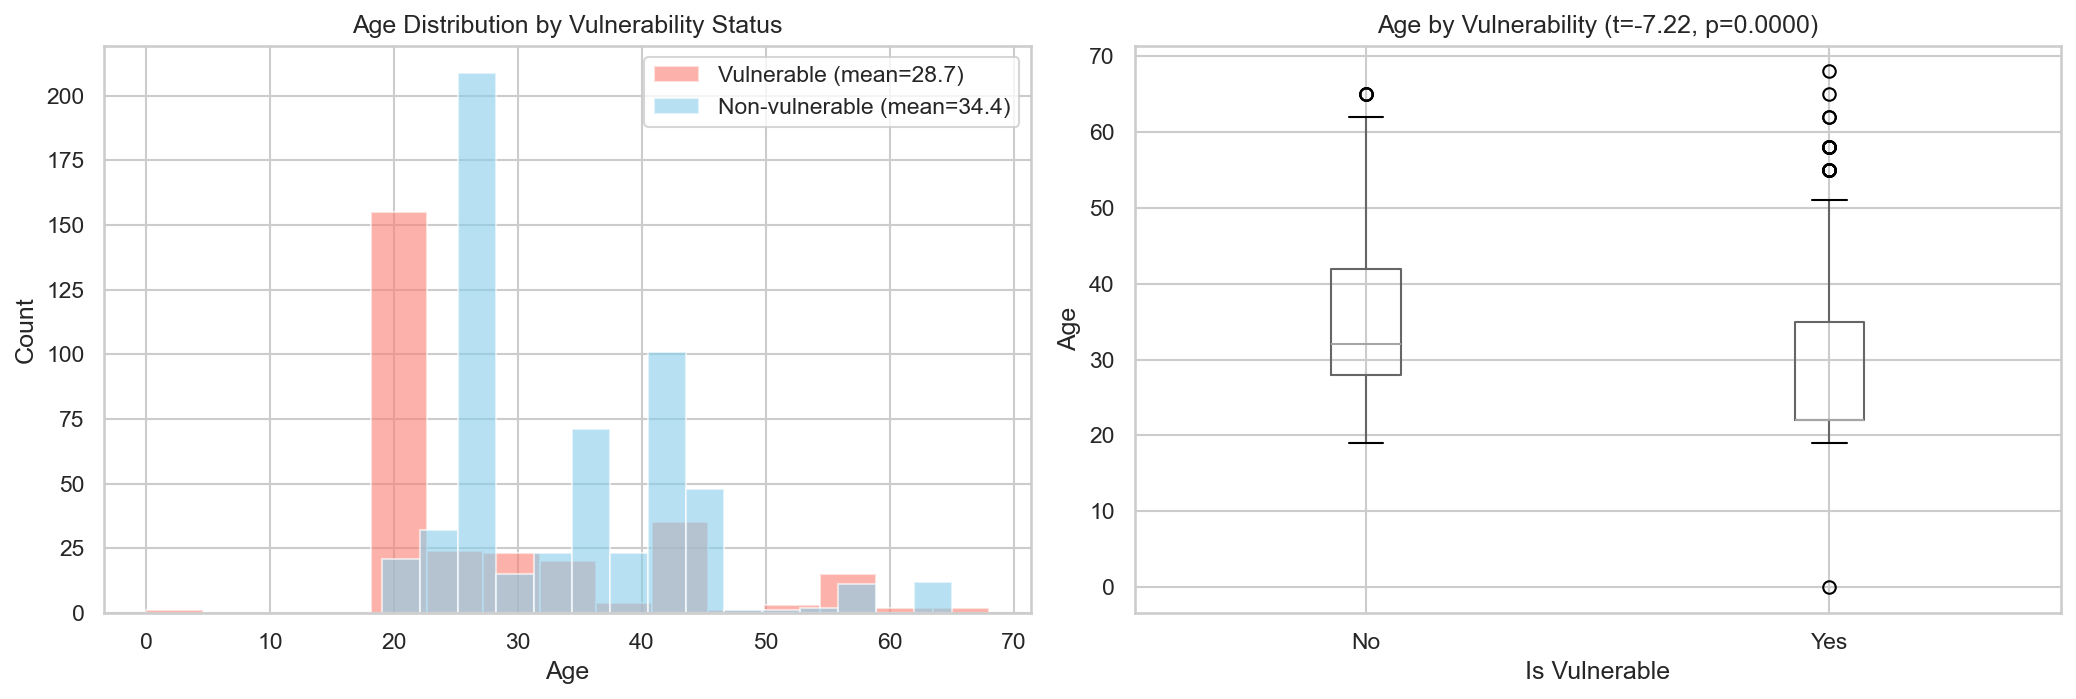 Age Distribution by Vulnerability Status
Vulnerable (mean=28.7)
Non-vulnerable (mean=34.4)
Count
200
175
150
125
100
75
50
25
0
0 10 20 30 40 50 60 70
Age
Age by Vulnerability (t=-7.22, p=0.0000)
Age
70
60
50
40
30
20
10
0
No Yes
Is Vulnerable